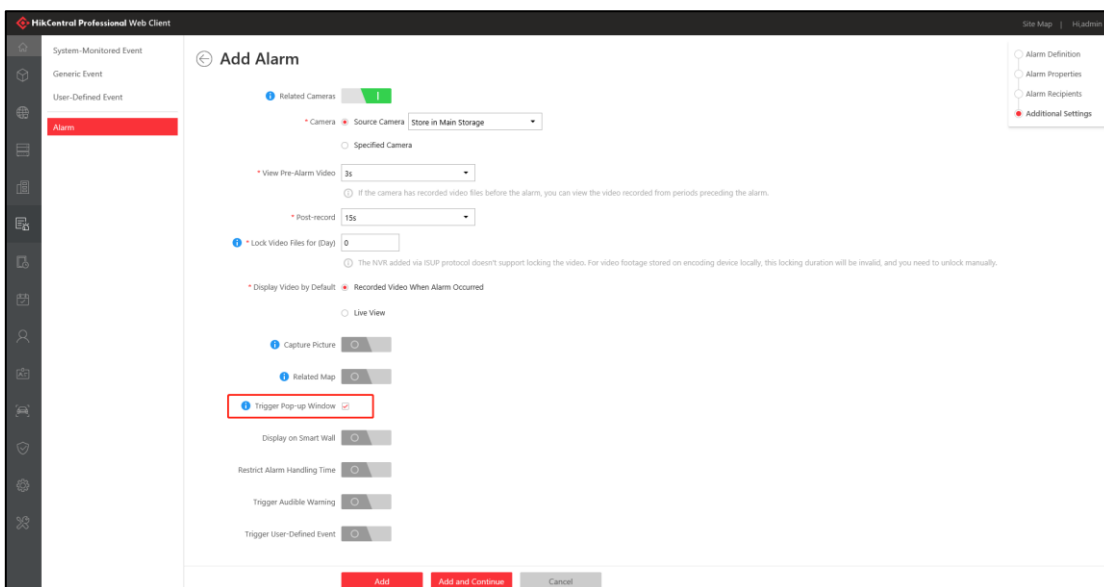 HikCentral Professional Web Client
Site Map | Hi,admin
System-Monitored Event
Generic Event
User-Defined Event
Alarm
Add Alarm
Related Cameras
* Camera Source Camera Store in Main Storage
Specified Camera
* View Pre-Alarm Video 3s
If the camera has recorded video files before the alarm, you can view the video recorded from periods preceding the alarm.
* Post-record 15s
* Lock Video Files for (Day) 0
The NVR added via ISUP protocol doesn't support locking the video. For video footage stored on encoding device locally, this locking duration will be invalid, and you need to unlock manually.
* Display Video by Default Recorded Video When Alarm Occurred
Live View
Capture Picture
Related Map
Trigger Pop-up Window
Display on Smart Wall
Restrict Alarm Handling Time
Trigger Audible Warning
Trigger User-Defined Event
Add Add and Continue Cancel
Alarm Definition
Alarm Properties
Alarm Recipients
Additional Settings